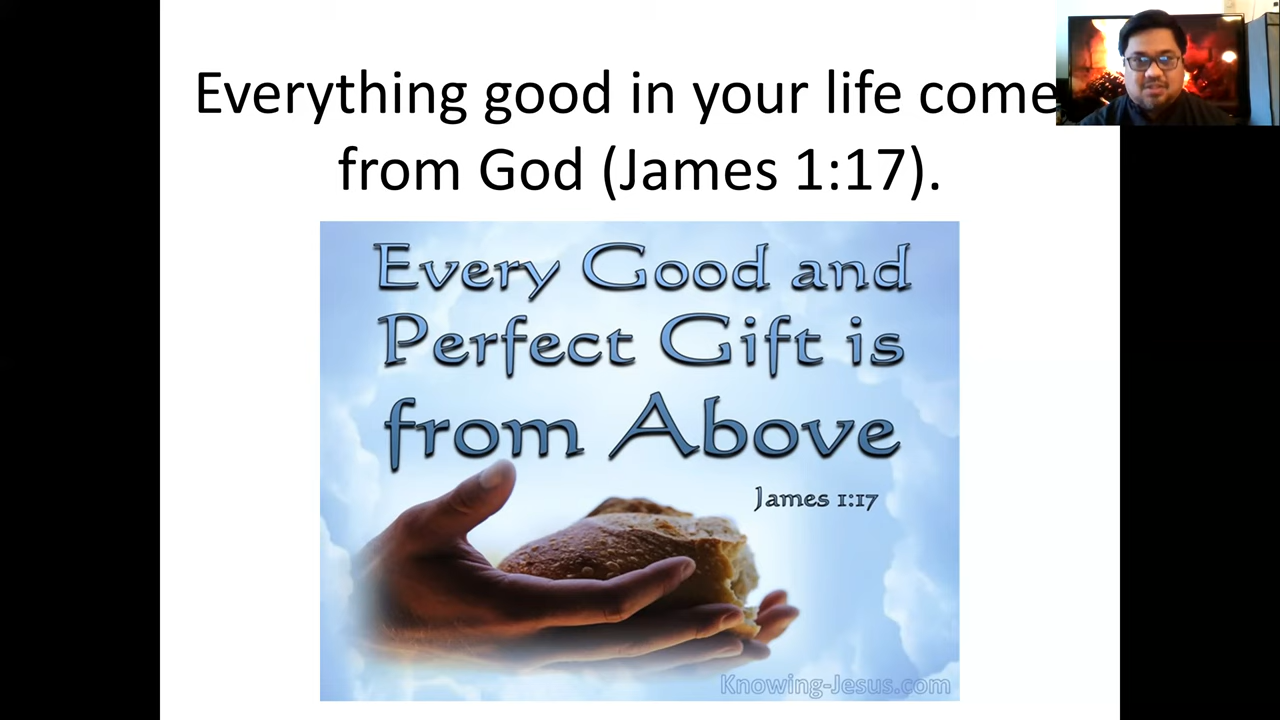 Everything good in your life come
from God (James 1:17).
Every Good and
Perfect Gift is
from Above
James 1:17
Knowing-Jesus.com